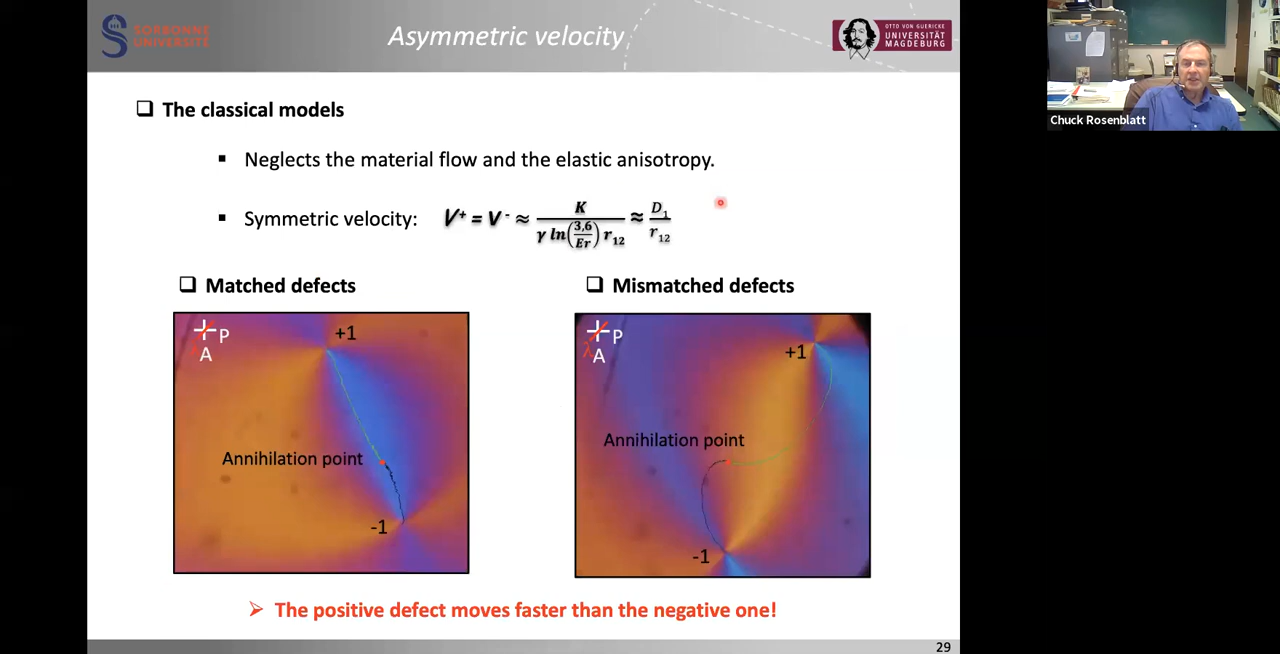 SORBONNE
UNIVERSITÉ
Asymmetric velocity
OTTO VON GUERICKE
UNIVERSITÄT
MAGDEBURG
Chuck Rosenblatt
❑ The classical models
▪ Neglects the material flow and the elastic anisotropy.
▪ Symmetric velocity: V⁺ = V⁻ ≈ K / (γ ln(3,6/Er) r₁₂) ≈ D₁ / r₁₂
❑ Matched defects
❑ Mismatched defects
P
λ A
+1
Annihilation point
-1
P
λ A
+1
Annihilation point
-1
➢ The positive defect moves faster than the negative one!
29